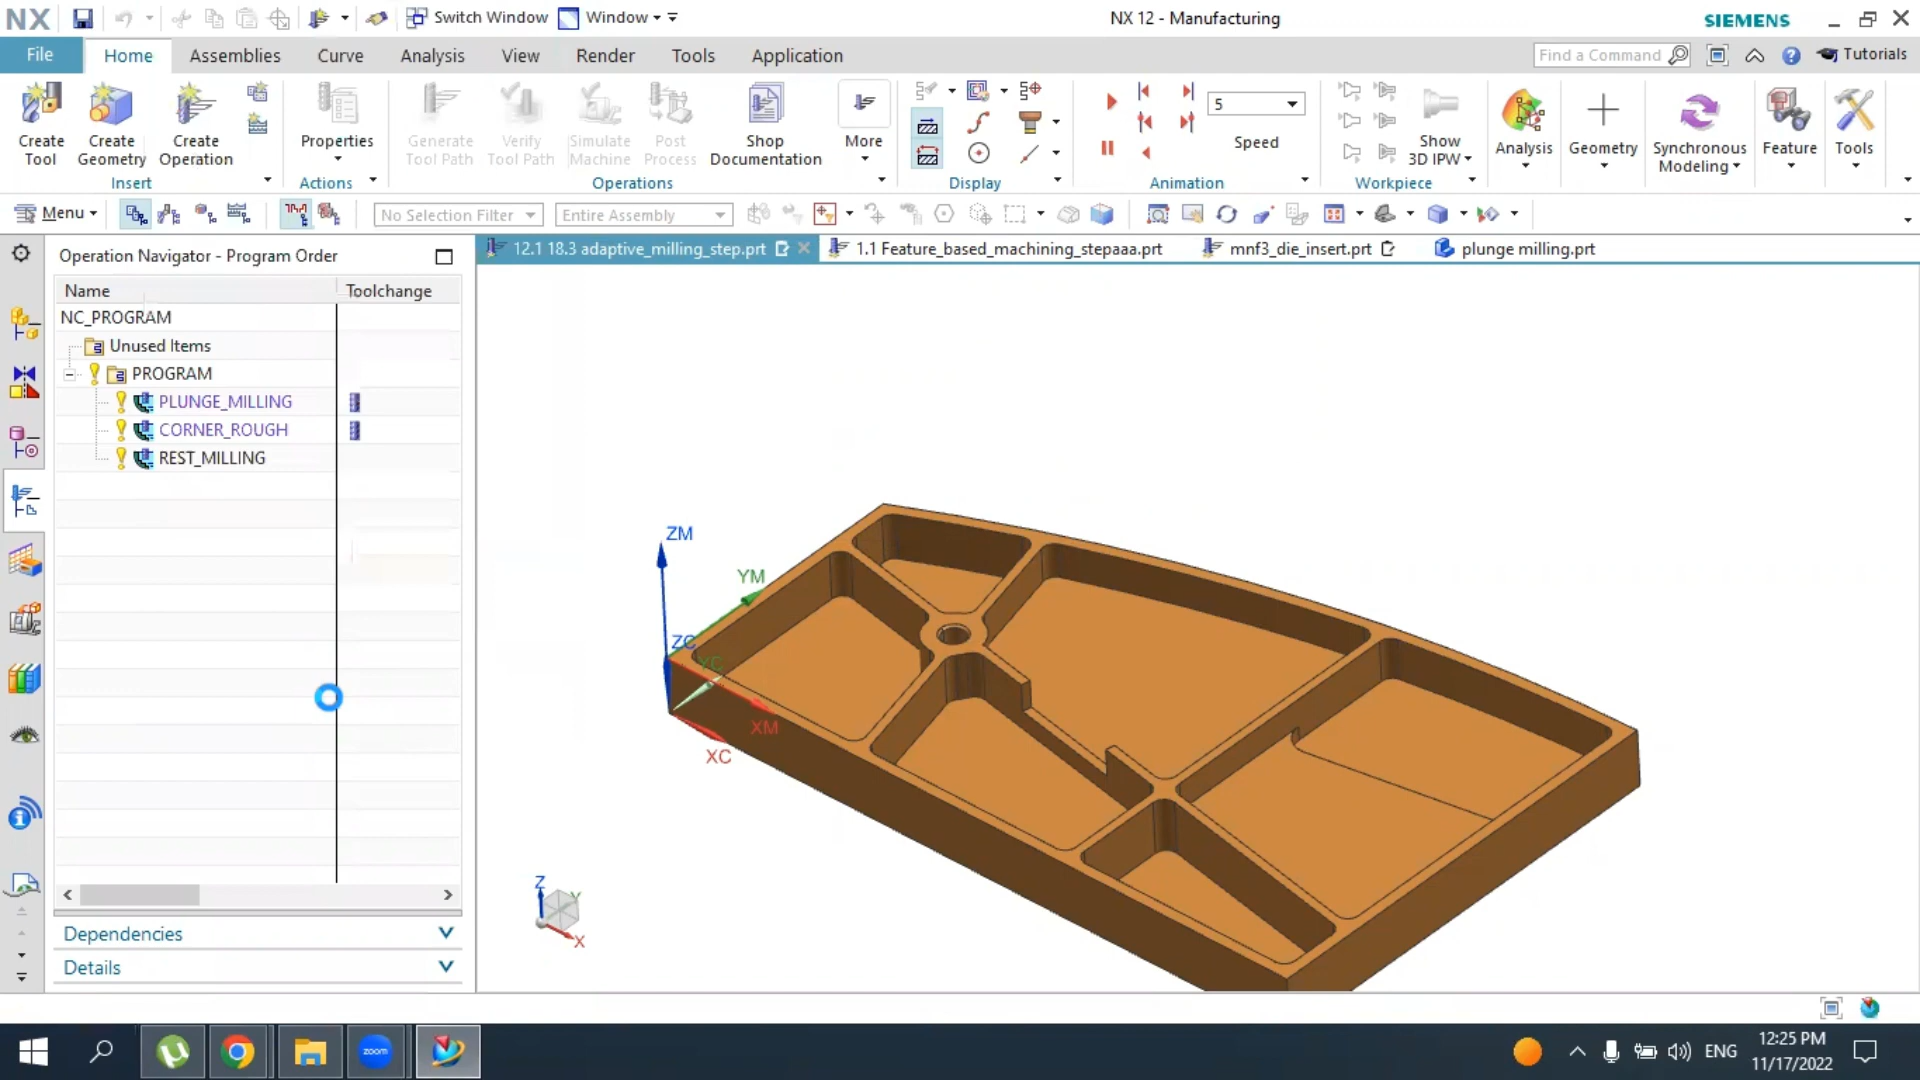 NX
Switch Window
Window
NX 12 - Manufacturing
SIEMENS
File
Home
Assemblies
Curve
Analysis
View
Render
Tools
Application
Find a Command
Tutorials
Create Tool
Create Geometry
Create Operation
Properties
Generate Tool Path
Verify Tool Path
Simulate Machine
Post Process
Shop Documentation
More
5
Speed
Show 3D IPW
Analysis
Geometry
Synchronous Modeling
Feature
Tools
Insert
Actions
Operations
Display
Animation
Workpiece
Menu
No Selection Filter
Entire Assembly
Operation Navigator - Program Order
12.1 18.3 adaptive_milling_step.prt
1.1 Feature_based_machining_stepaaa.prt
mnf3_die_insert.prt
plunge milling.prt
Name
Toolchange
NC_PROGRAM
Unused Items
PROGRAM
PLUNGE_MILLING
CORNER_ROUGH
REST_MILLING
ZM
YM
ZC
YC
XM
XC
Z
Y
X
Dependencies
Details
zoom
ENG
12:25 PM
11/17/2022